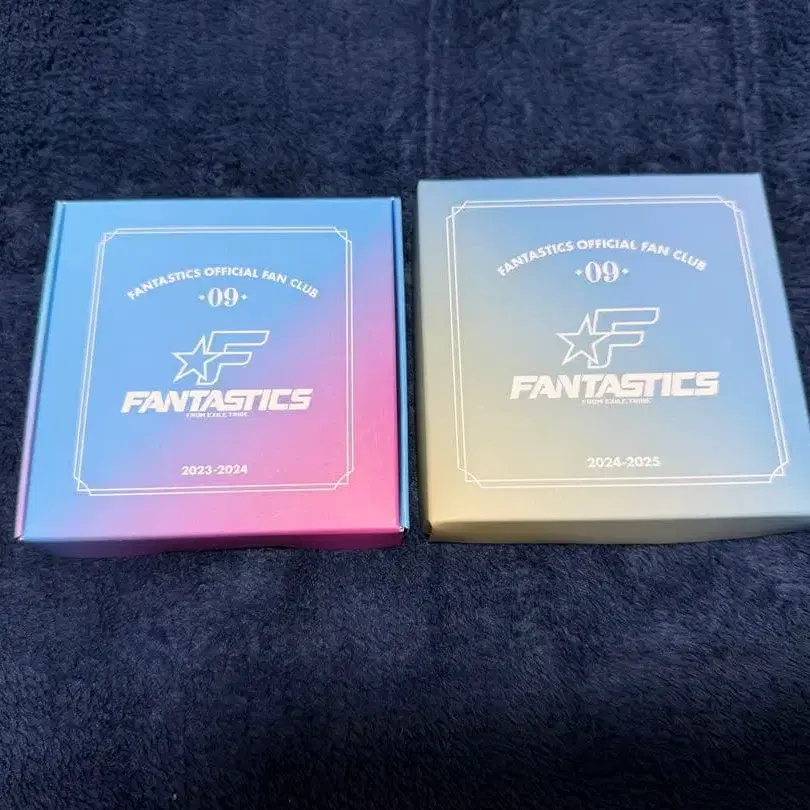 FANTASTICS OFFICIAL FAN CLUB
·09·
F
FANTASTICS
FROM EXILE TRIBE
2023-2024
FANTASTICS OFFICIAL FAN CLUB
·09·
F
FANTASTICS
FROM EXILE TRIBE
2024-2025